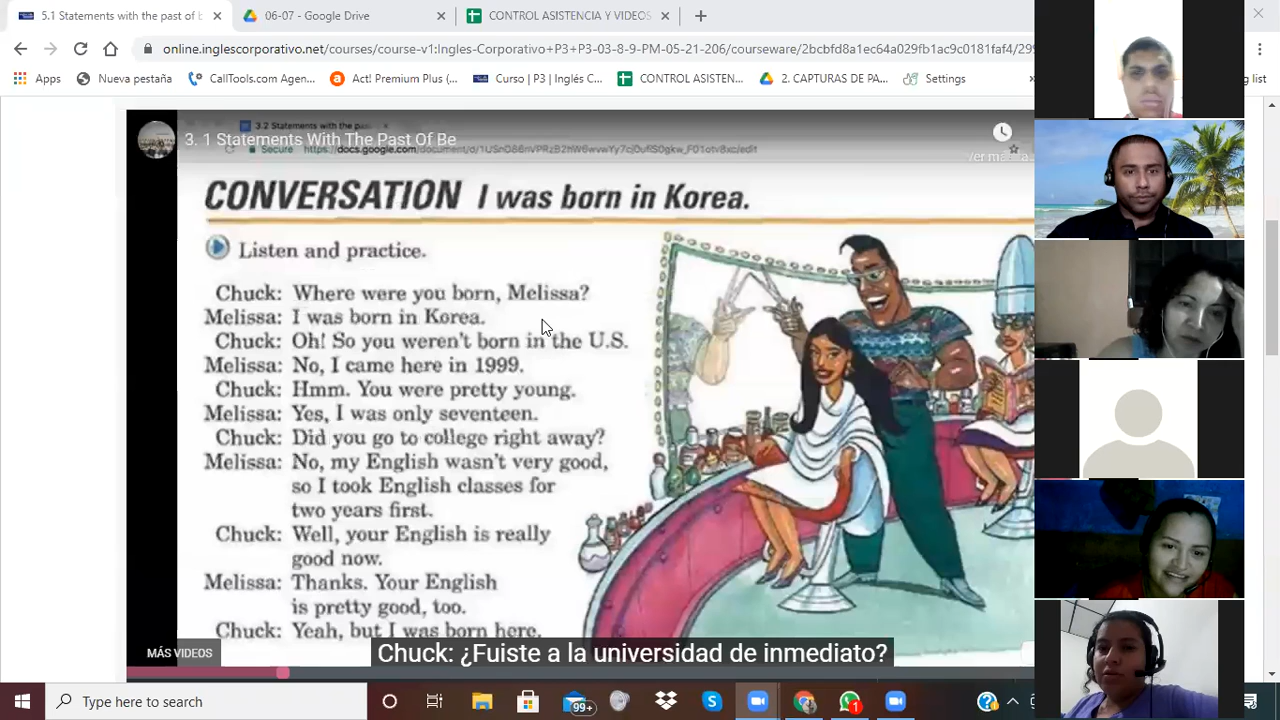 5.1 Statements with the past of b
06-07 - Google Drive
CONTROL ASISTENCIA Y VIDEOS
online.inglescorporativo.net/courses/course-v1:Ingles-Corporativo+P3+P3-03-8-9-PM-05-21-206/courseware/2bcbfd8a1ec64a029fb1ac9c0181faf4/299
Apps
Nueva pestaña
CallTools.com Agen...
Act! Premium Plus (...
Curso | P3 | Inglés C...
CONTROL ASISTEN...
2. CAPTURAS DE PA...
Settings
ing list
3. 1 Statements With The Past Of Be
Secure
CONVERSATION I was born in Korea.
Listen and practice.
Chuck: Where were you born, Melissa?
Melissa: I was born in Korea.
Chuck: Oh! So you weren't born in the U.S.
Melissa: No, I came here in 1999.
Chuck: Hmm. You were pretty young.
Melissa: Yes, I was only seventeen.
Chuck: Did you go to college right away?
Melissa: No, my English wasn't very good,
so I took English classes for
two years first.
Chuck: Well, your English is really
good now.
Melissa: Thanks. Your English
is pretty good, too.
Chuck: Yeah, but I was born here.
MÁS VIDEOS
Chuck: ¿Fuiste a la universidad de inmediato?
Type here to search
99+
1